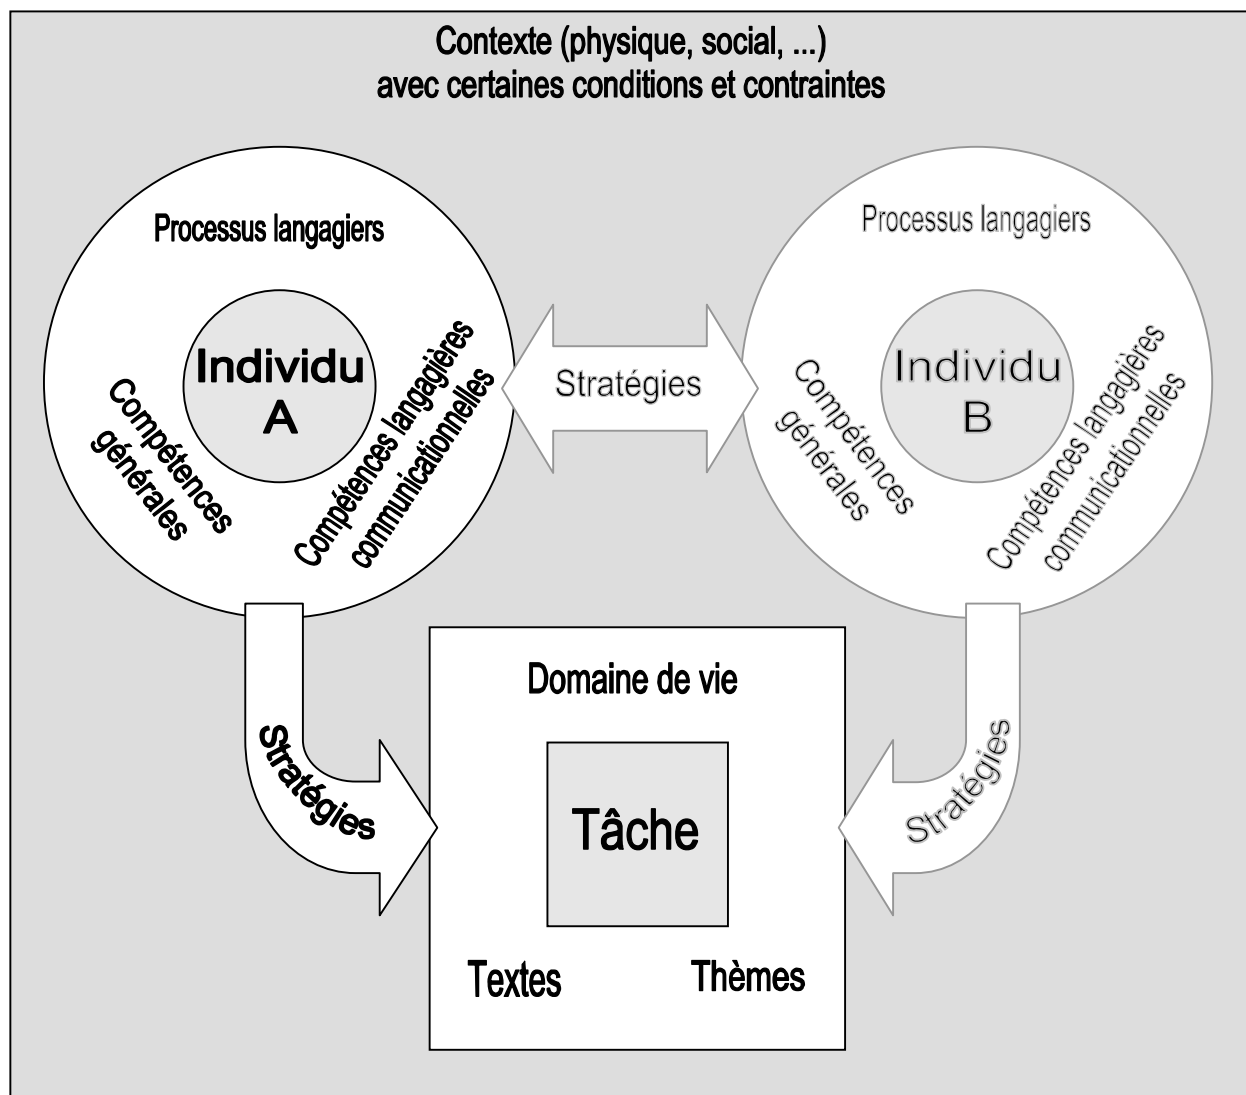 Contexte (physique, social, ...)
avec certaines conditions et contraintes
Processus langagiers
Individu
A
Compétences
générales
Compétences langagières
communicationnelles
Stratégies
Processus langagiers
Individu
B
Compétences
générales
Compétences langagières
communicationnelles
Stratégies
Stratégies
Domaine de vie
Tâche
Textes
Thèmes